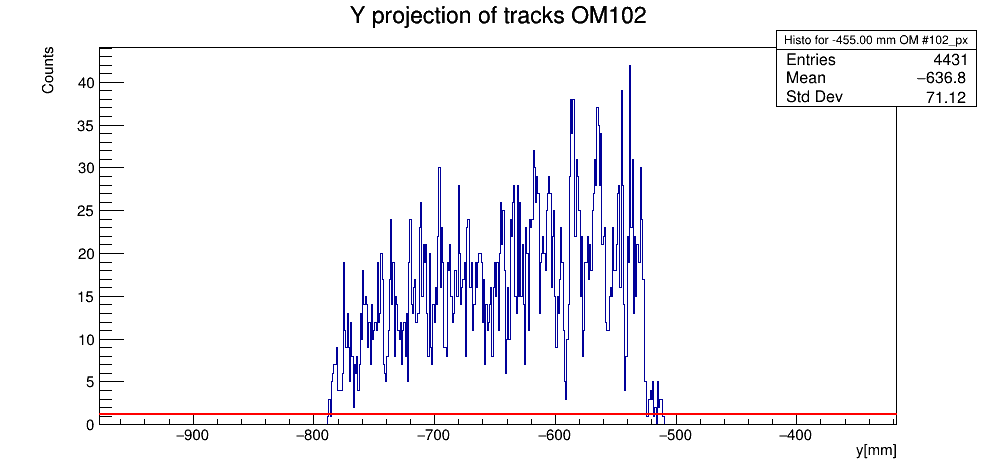 Y projection of tracks OM102
Histo for -455.00 mm OM #102_px
Entries 4431
Mean −636.8
Std Dev 71.12
Counts
40
35
30
25
20
15
10
5
0
−900 −800 −700 −600 −500 −400
y[mm]